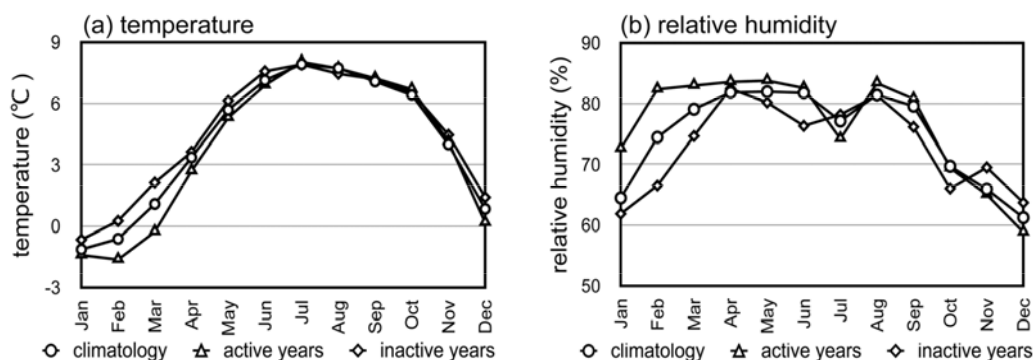 (a) temperature
9
6
3
0
-3
temperature (℃)
Jan
Feb
Mar
Apr
May
Jun
Jul
Aug
Sep
Oct
Nov
Dec
climatology active years inactive years
(b) relative humidity
90
80
70
60
50
relative humidity (%)
Jan
Feb
Mar
Apr
May
Jun
Jul
Aug
Sep
Oct
Nov
Dec
climatology active years inactive years